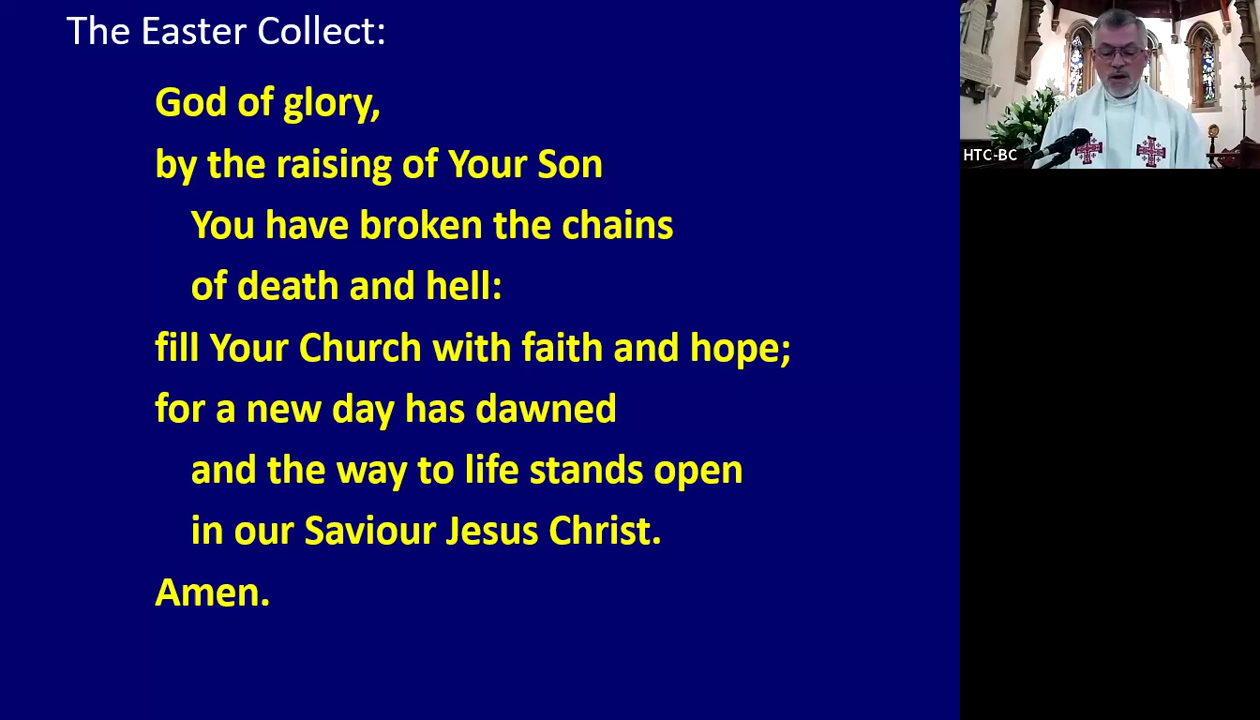 The Easter Collect:
God of glory,
by the raising of Your Son
You have broken the chains
of death and hell:
fill Your Church with faith and hope;
for a new day has dawned
and the way to life stands open
in our Saviour Jesus Christ.
Amen.
HTC-BC